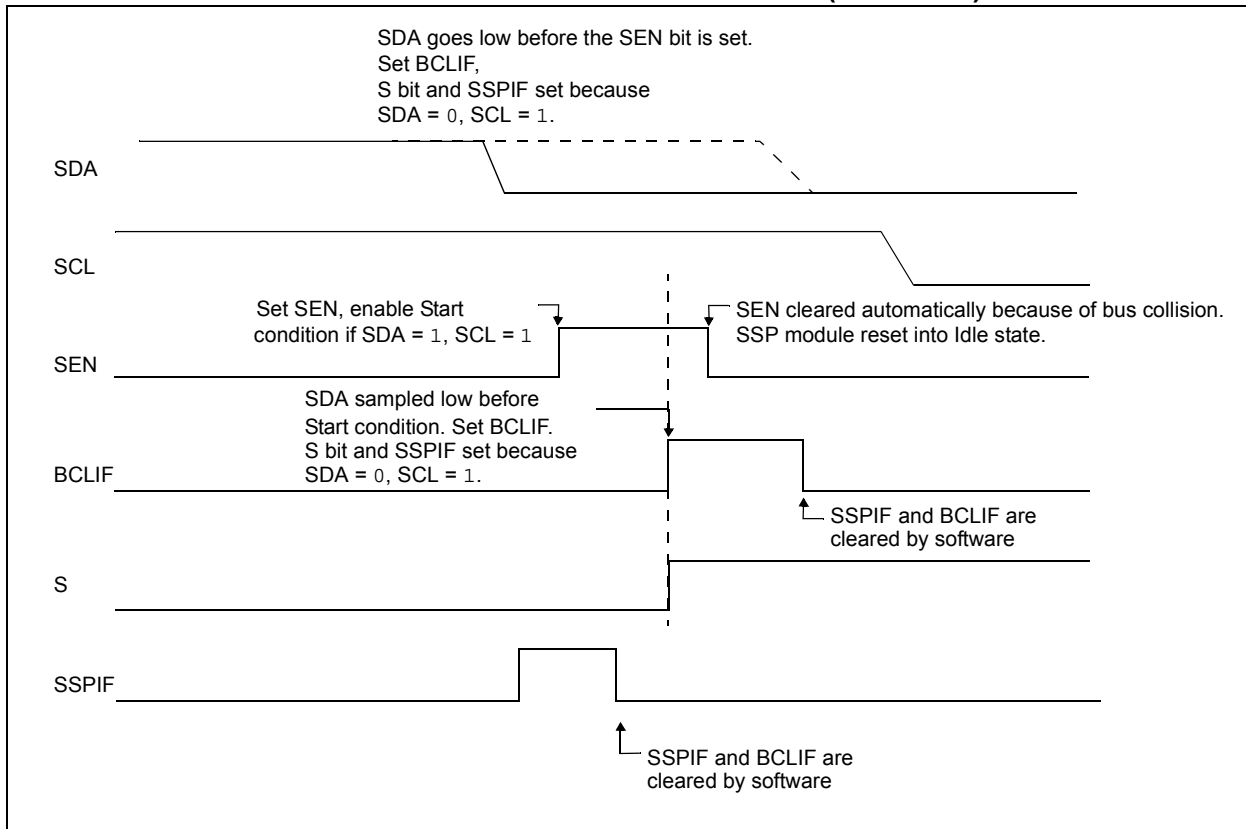 SDA goes low before the SEN bit is set.
Set BCLIF,
S bit and SSPIF set because
SDA = 0, SCL = 1.
SDA
SCL
Set SEN, enable Start
condition if SDA = 1, SCL = 1
SEN cleared automatically because of bus collision.
SSP module reset into Idle state.
SEN
SDA sampled low before
Start condition. Set BCLIF.
S bit and SSPIF set because
SDA = 0, SCL = 1.
BCLIF
SSPIF and BCLIF are
cleared by software
S
SSPIF
SSPIF and BCLIF are
cleared by software